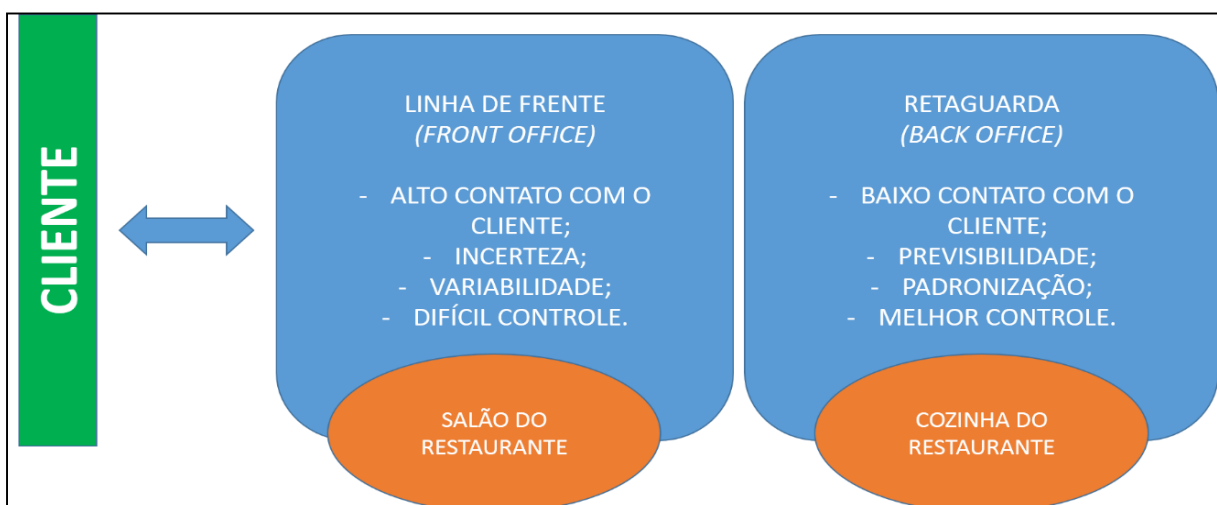 CLIENTE
LINHA DE FRENTE
(FRONT OFFICE)
- ALTO CONTATO COM O
CLIENTE;
- INCERTEZA;
- VARIABILIDADE;
- DIFÍCIL CONTROLE.
SALÃO DO
RESTAURANTE
RETAGUARDA
(BACK OFFICE)
- BAIXO CONTATO COM O
CLIENTE;
- PREVISIBILIDADE;
- PADRONIZAÇÃO;
- MELHOR CONTROLE.
COZINHA DO
RESTAURANTE